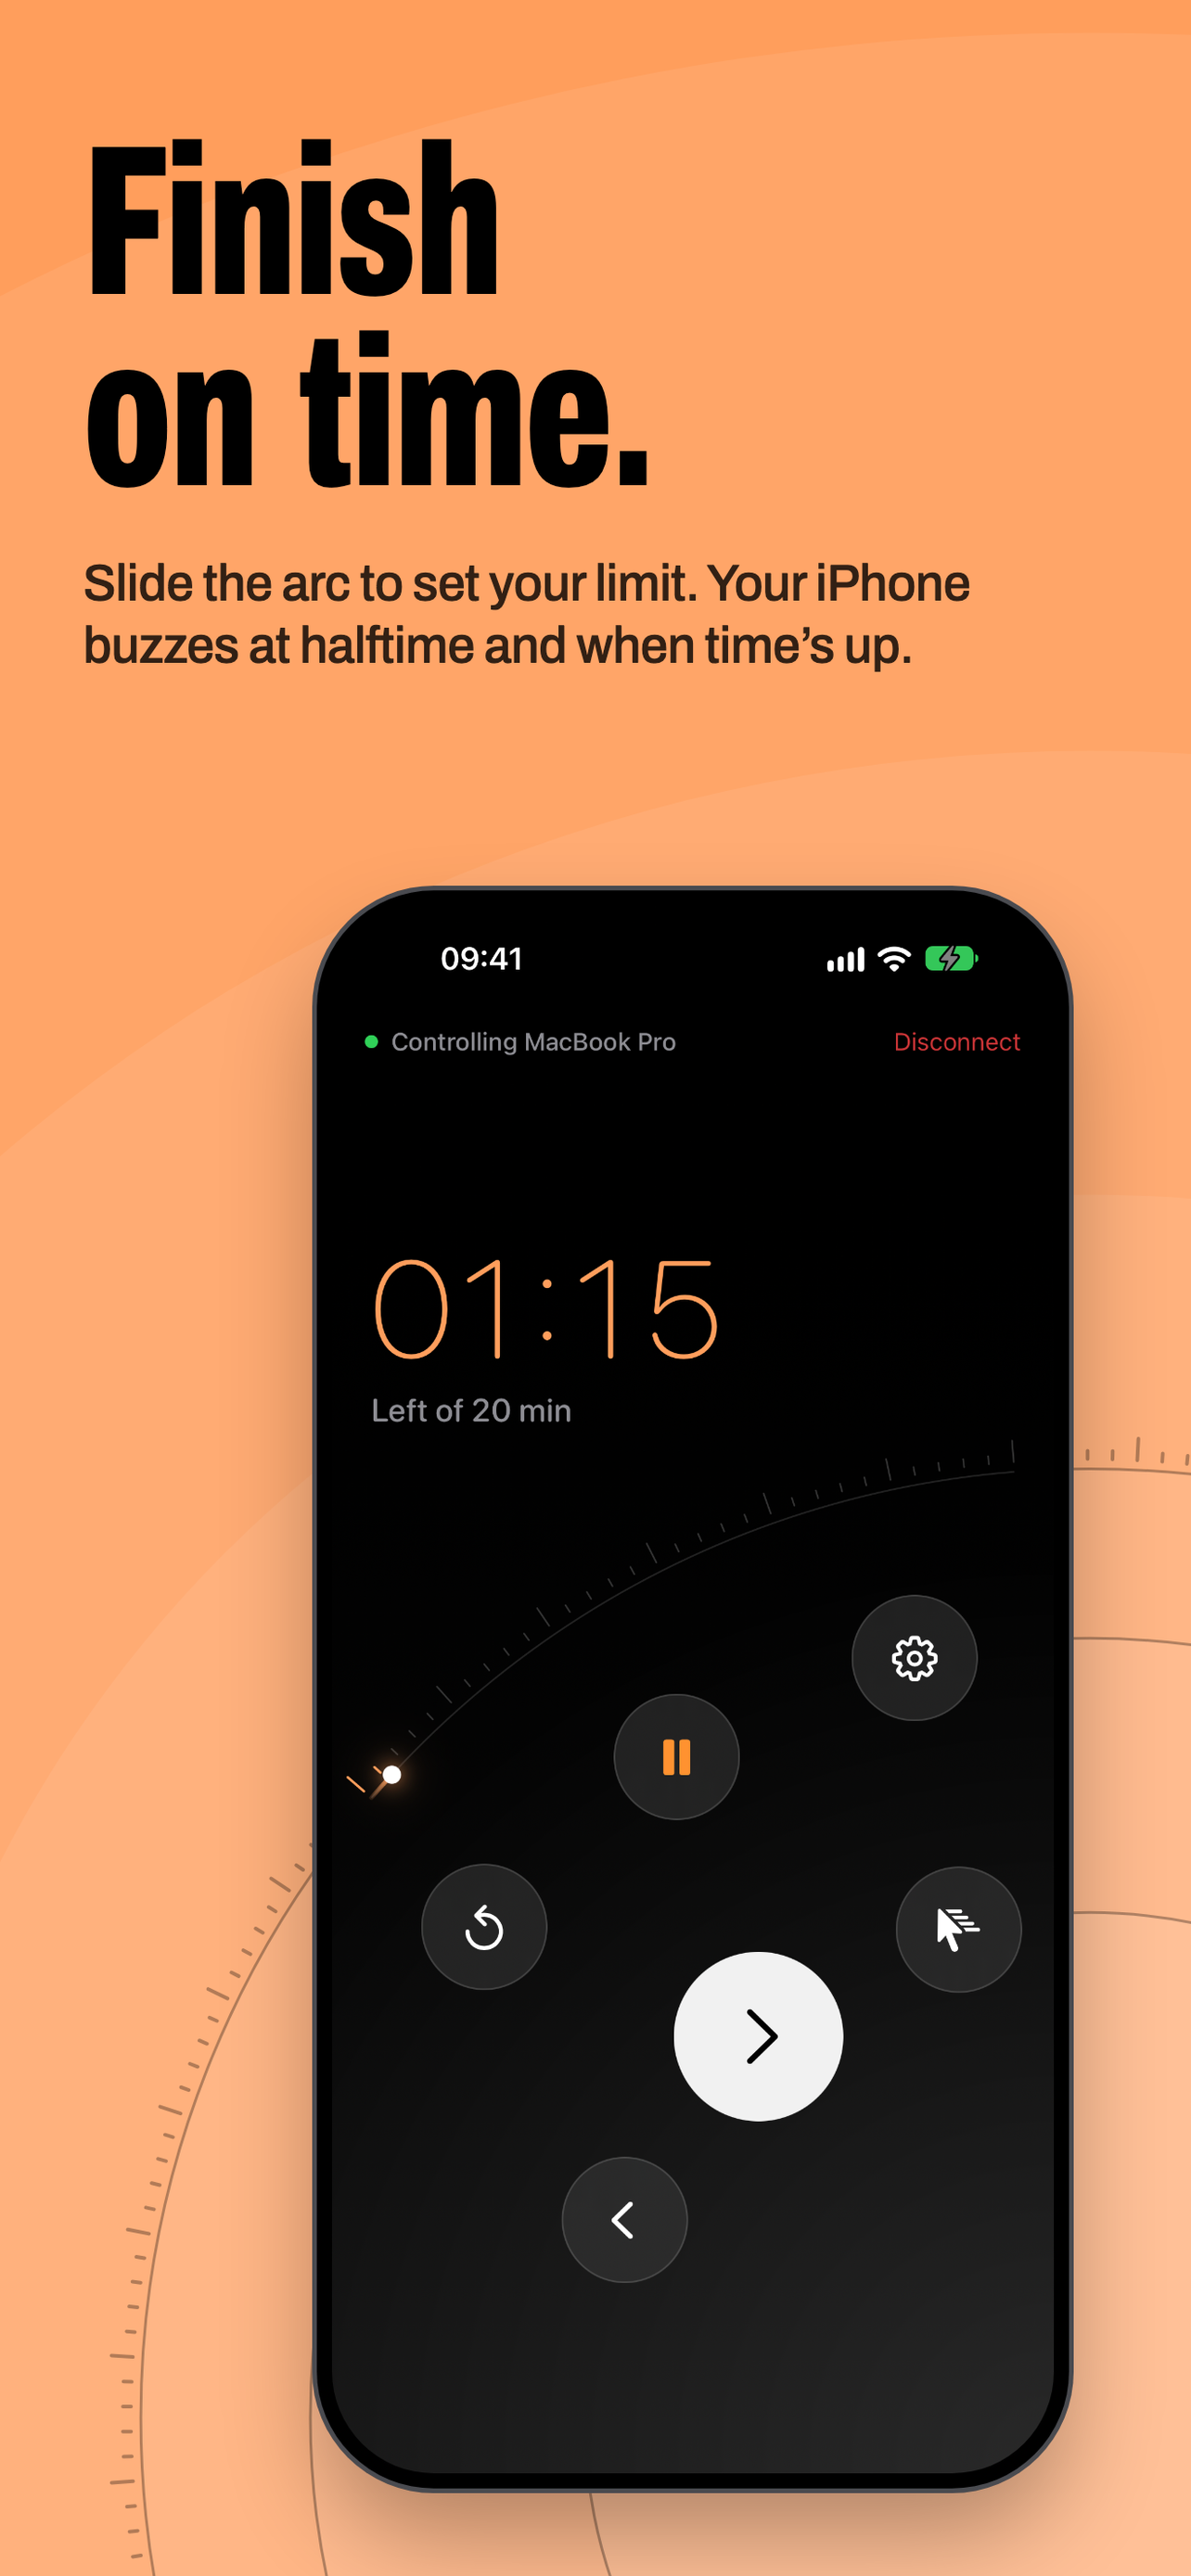 Finish
on time.
Slide the arc to set your limit. Your iPhone
buzzes at halftime and when time’s up.
09:41
Controlling MacBook Pro Disconnect
01:15
Left of 20 min